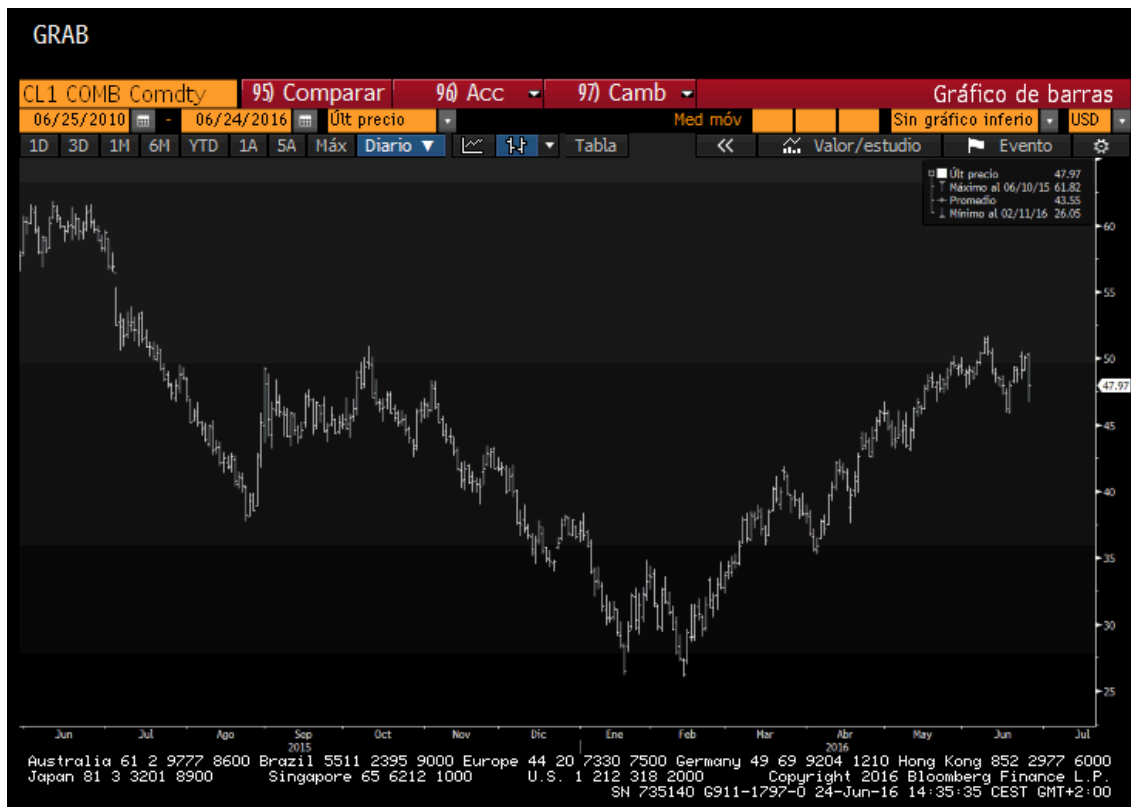 GRAB
CL1 COMB Comdty 95) Comparar 96) Acc 97) Camb Gráfico de barras
06/25/2010 - 06/24/2016 Últ precio Med móv Sin gráfico inferio USD
1D 3D 1M 6M YTD 1A 5A Máx Diario ▼ Tabla << Valor/estudio Evento
Últ precio 47.97
Máximo al 06/10/15 61.82
Promedio 43.55
Mínimo al 02/11/16 26.05
60
55
50
47.97
45
40
35
30
25
Jun Jul Ago Sep Oct Nov Dic Ene Feb Mar Abr May Jun Jul
2015 2016
Australia 61 2 9777 8600 Brazil 5511 2395 9000 Europe 44 20 7330 7500 Germany 49 69 9204 1210 Hong Kong 852 2977 6000
Japan 81 3 3201 8900 Singapore 65 6212 1000 U.S. 1 212 318 2000 Copyright 2016 Bloomberg Finance L.P.
SN 735140 G911-1797-0 24-Jun-16 14:35:35 CEST GMT+2:00